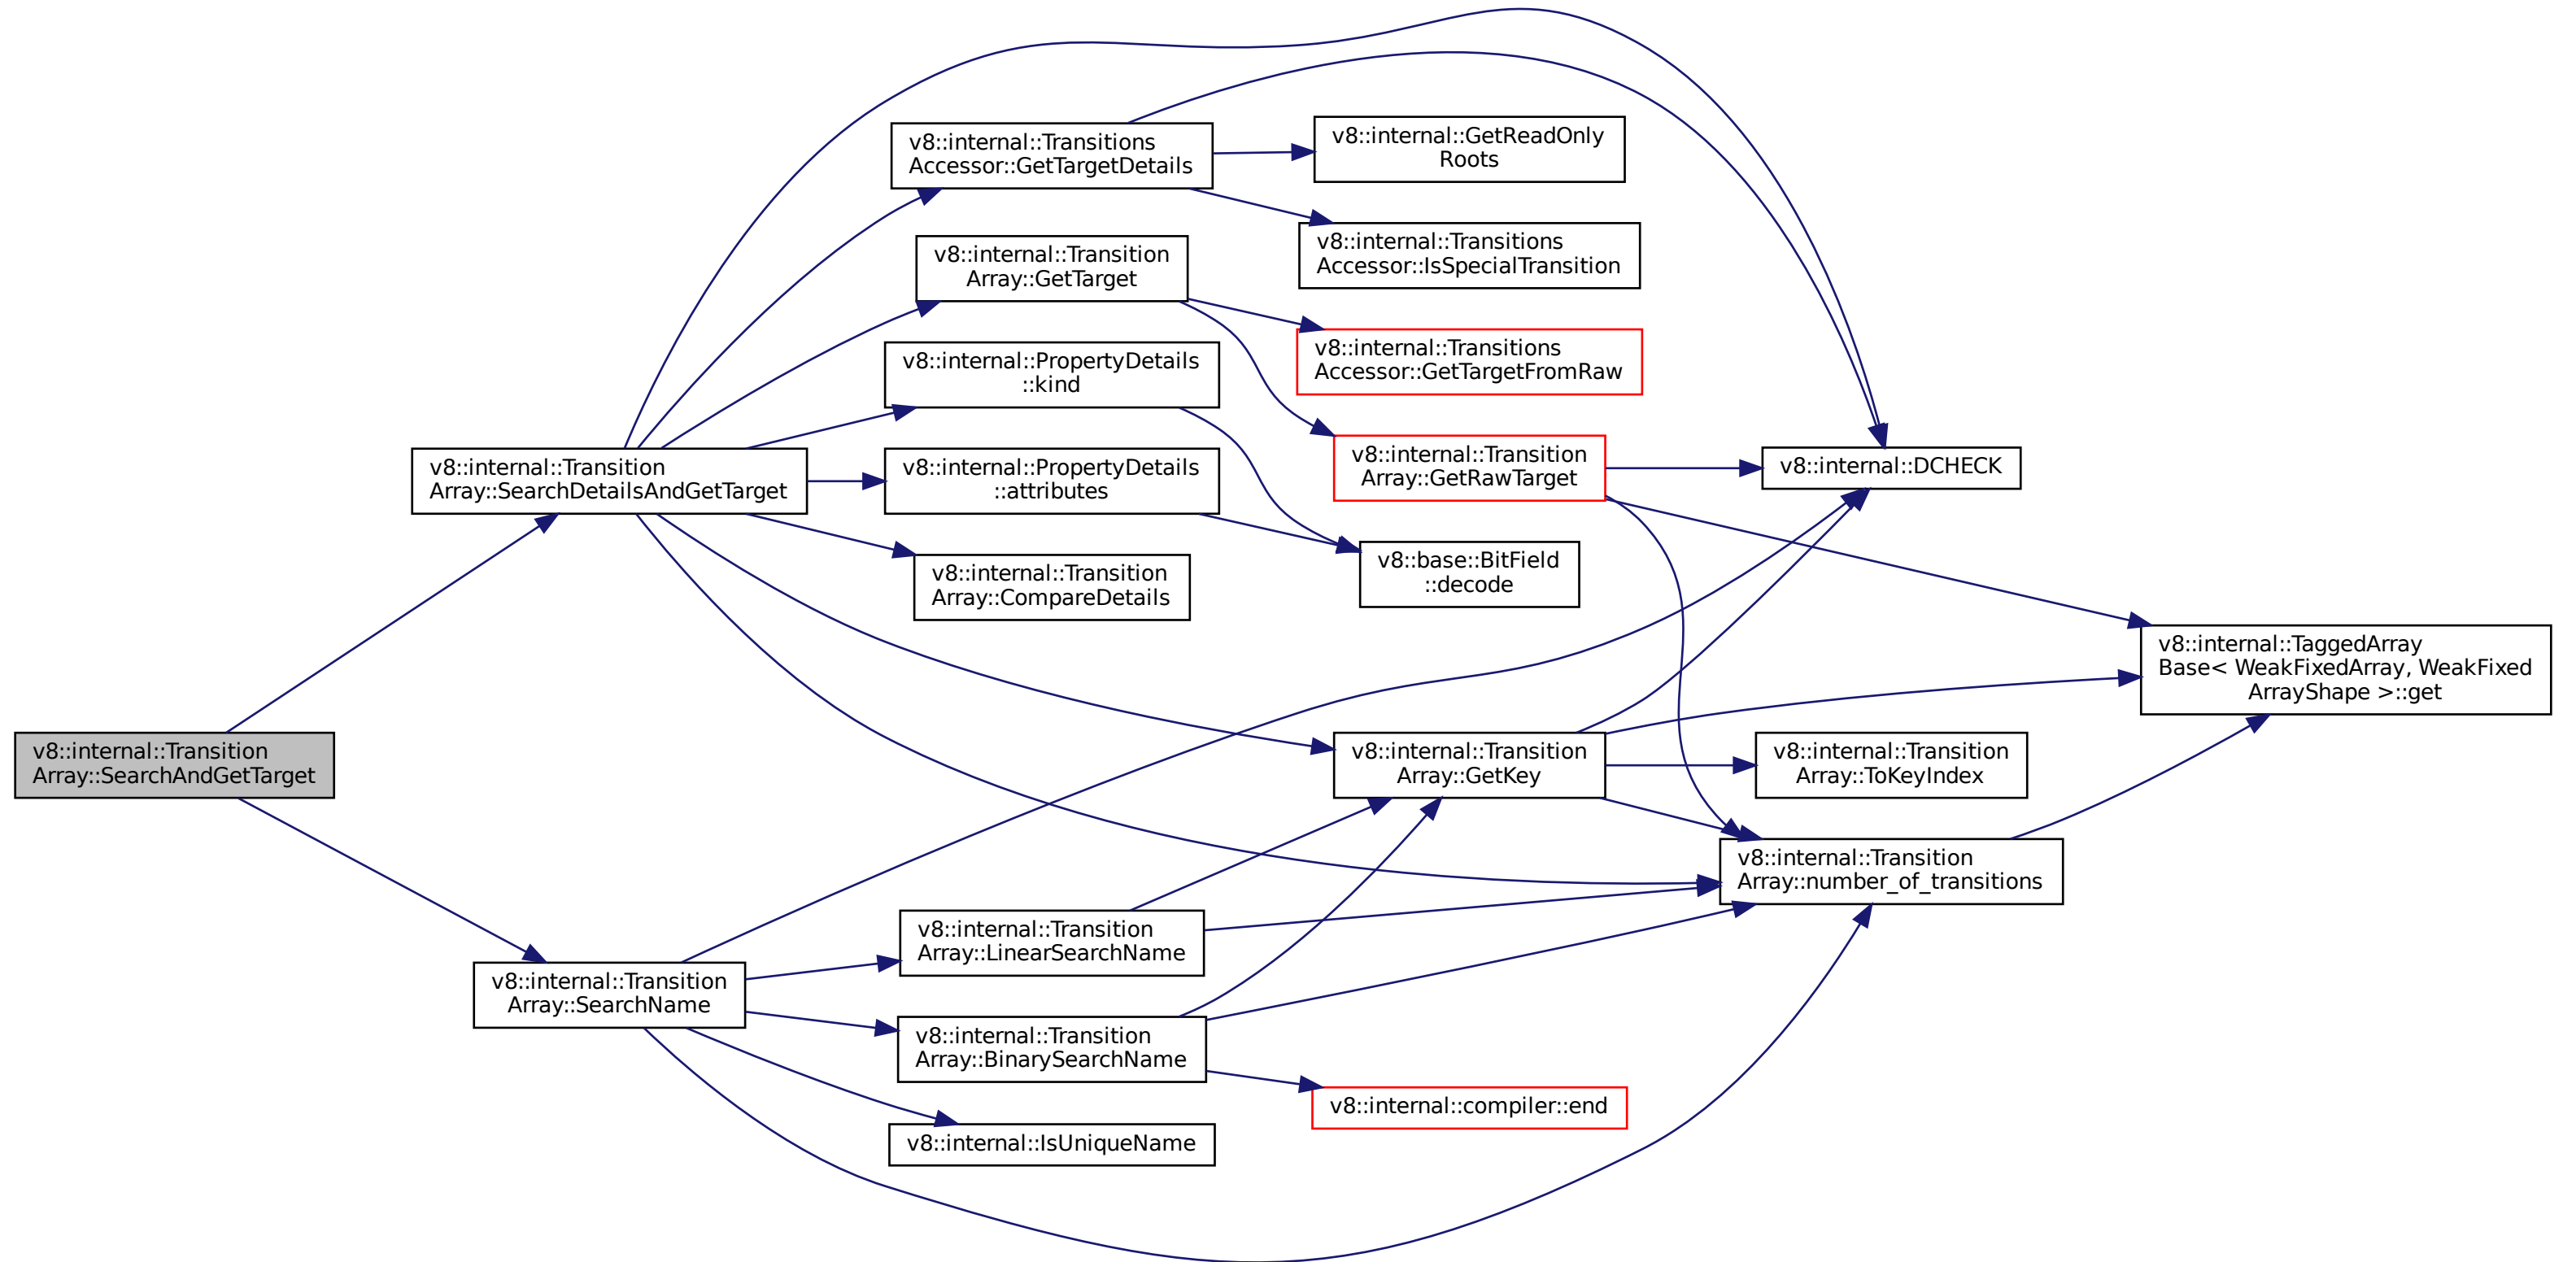 v8::internal::Transition
Array::SearchAndGetTarget
v8::internal::Transition
Array::SearchDetailsAndGetTarget
v8::internal::Transition
Array::SearchName
v8::internal::Transitions
Accessor::GetTargetDetails
v8::internal::Transition
Array::GetTarget
v8::internal::PropertyDetails
::kind
v8::internal::PropertyDetails
::attributes
v8::internal::Transition
Array::CompareDetails
v8::internal::Transition
Array::LinearSearchName
v8::internal::Transition
Array::BinarySearchName
v8::internal::IsUniqueName
v8::internal::GetReadOnly
Roots
v8::internal::Transitions
Accessor::IsSpecialTransition
v8::internal::Transitions
Accessor::GetTargetFromRaw
v8::internal::Transition
Array::GetRawTarget
v8::base::BitField
::decode
v8::internal::Transition
Array::GetKey
v8::internal::compiler::end
v8::internal::DCHECK
v8::internal::Transition
Array::ToKeyIndex
v8::internal::Transition
Array::number_of_transitions
v8::internal::TaggedArray
Base< WeakFixedArray, WeakFixed
ArrayShape >::get